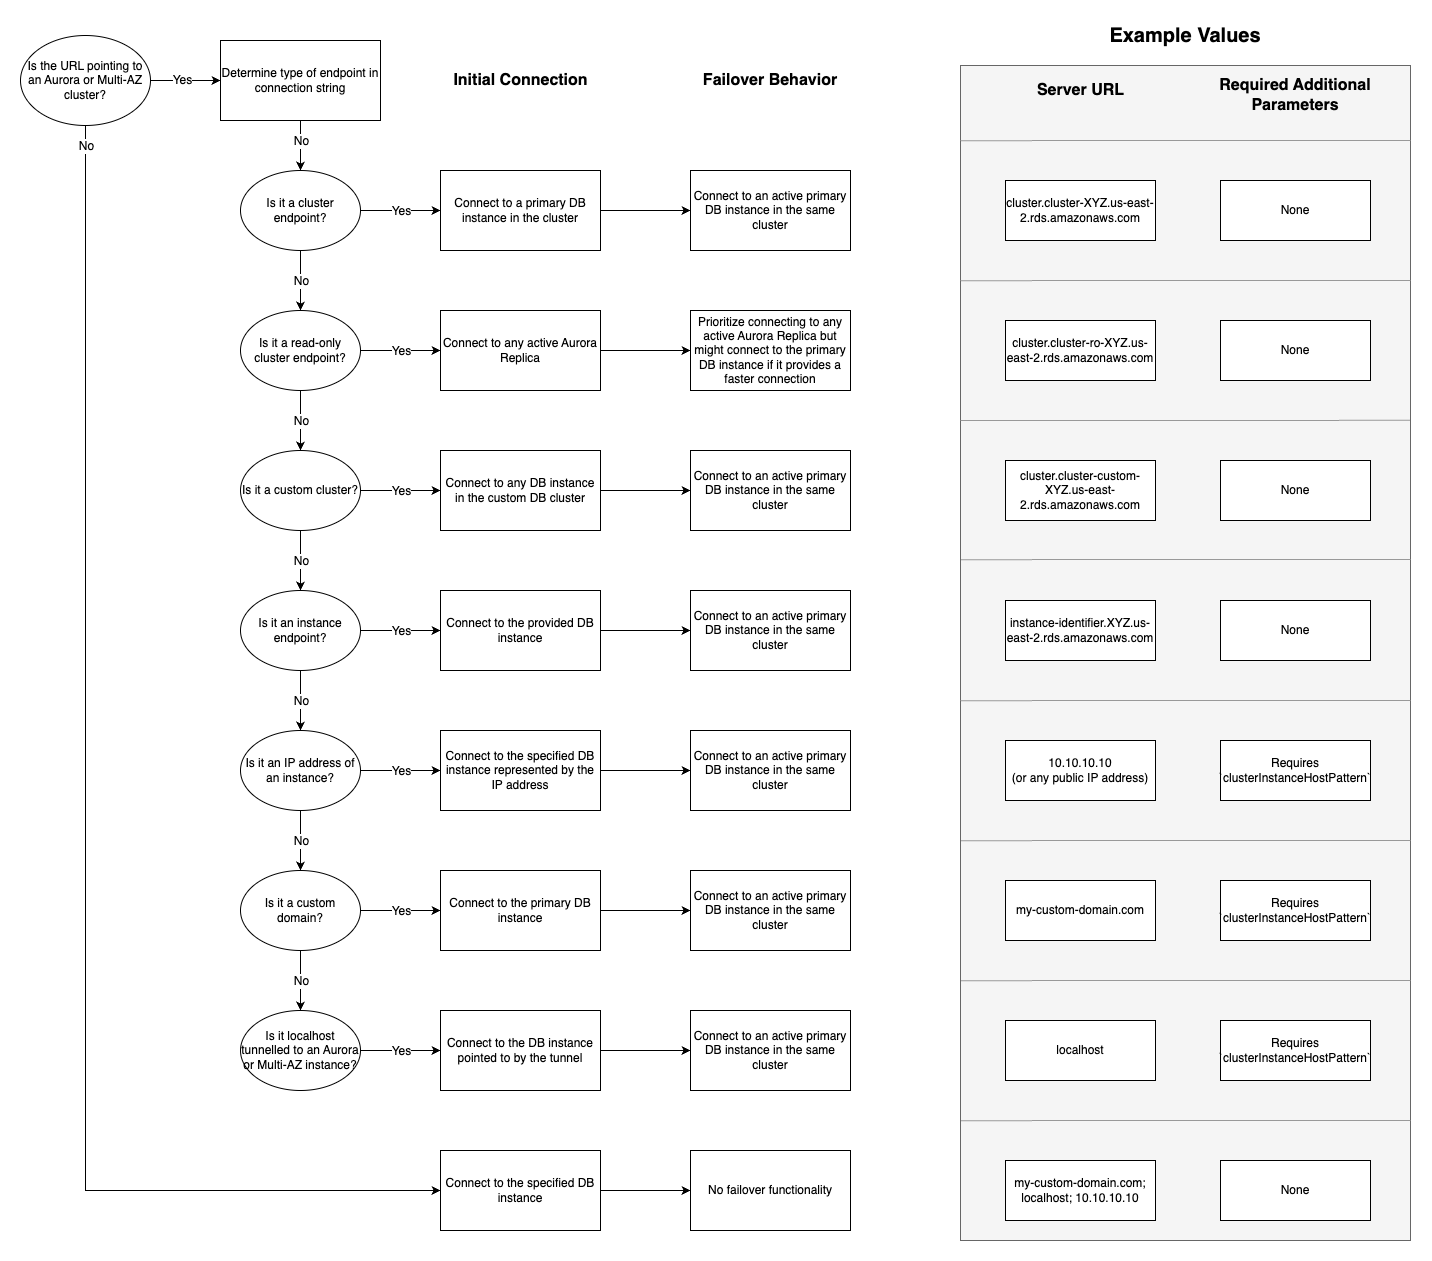 Example Values
Is the URL pointing to
an Aurora or Multi-AZ
cluster?
Yes
Determine type of endpoint in
connection string
Initial Connection
Failover Behavior
Server URL
Required Additional
Parameters
No
No
Is it a cluster
endpoint?
Yes
Connect to a primary DB
instance in the cluster
Connect to an active primary
DB instance in the same
cluster
cluster.cluster-XYZ.us-east-
2.rds.amazonaws.com
None
No
Is it a read-only
cluster endpoint?
Yes
Connect to any active Aurora
Replica
Prioritize connecting to any
active Aurora Replica but
might connect to the primary
DB instance if it provides a
faster connection
cluster.cluster-ro-XYZ.us-
east-2.rds.amazonaws.com
None
No
Is it a custom cluster?
Yes
Connect to any DB instance
in the custom DB cluster
Connect to an active primary
DB instance in the same
cluster
cluster.cluster-custom-
XYZ.us-east-
2.rds.amazonaws.com
None
No
Is it an instance
endpoint?
Yes
Connect to the provided DB
instance
Connect to an active primary
DB instance in the same
cluster
instance-identifier.XYZ.us-
east-2.rds.amazonaws.com
None
No
Is it an IP address of
an instance?
Yes
Connect to the specified DB
instance represented by the
IP address
Connect to an active primary
DB instance in the same
cluster
10.10.10.10
(or any public IP address)
Requires
`clusterInstanceHostPattern`
No
Is it a custom
domain?
Yes
Connect to the primary DB
instance
Connect to an active primary
DB instance in the same
cluster
my-custom-domain.com
Requires
`clusterInstanceHostPattern`
No
Is it localhost
tunnelled to an Aurora
or Multi-AZ instance?
Yes
Connect to the DB instance
pointed to by the tunnel
Connect to an active primary
DB instance in the same
cluster
localhost
Requires
`clusterInstanceHostPattern`
Connect to the specified DB
instance
No failover functionality
my-custom-domain.com;
localhost; 10.10.10.10
None